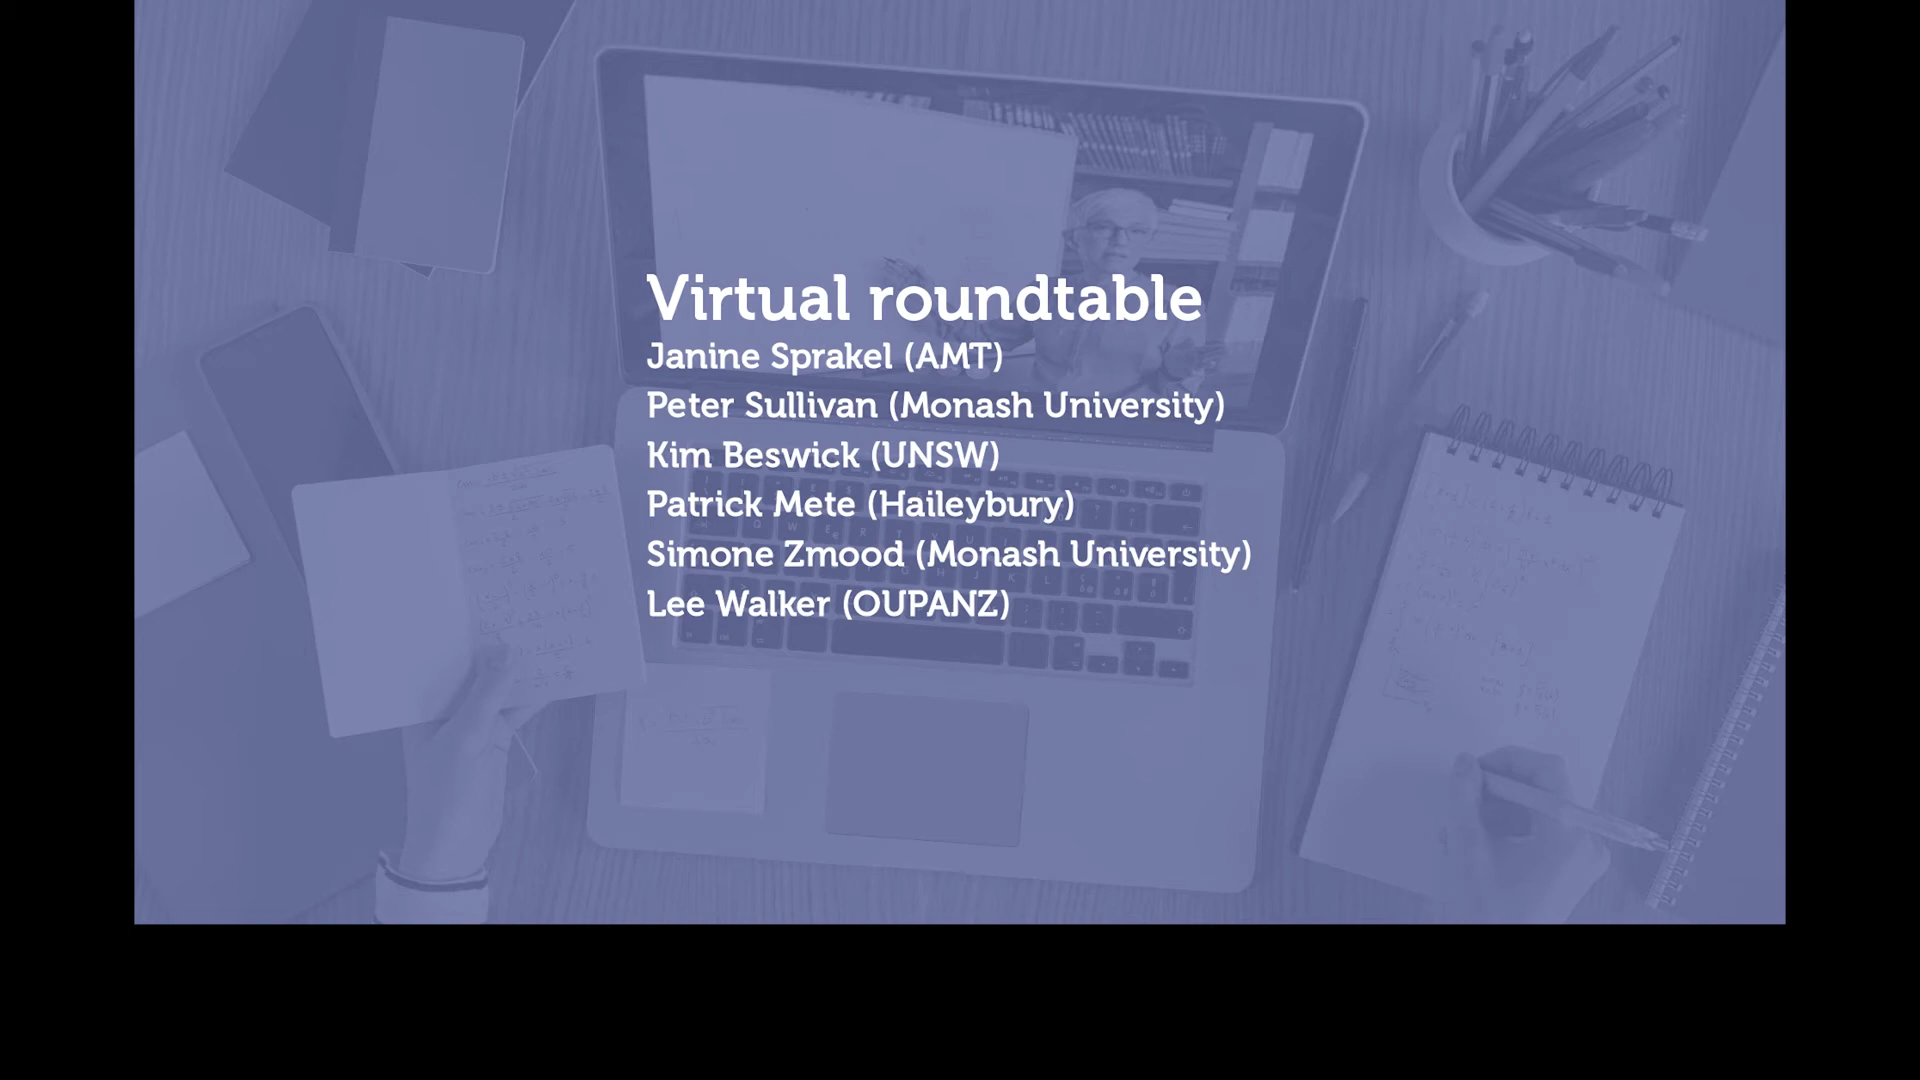 Virtual roundtable
Janine Sprakel (AMT)
Peter Sullivan (Monash University)
Kim Beswick (UNSW)
Patrick Mete (Haileybury)
Simone Zmood (Monash University)
Lee Walker (OUPANZ)